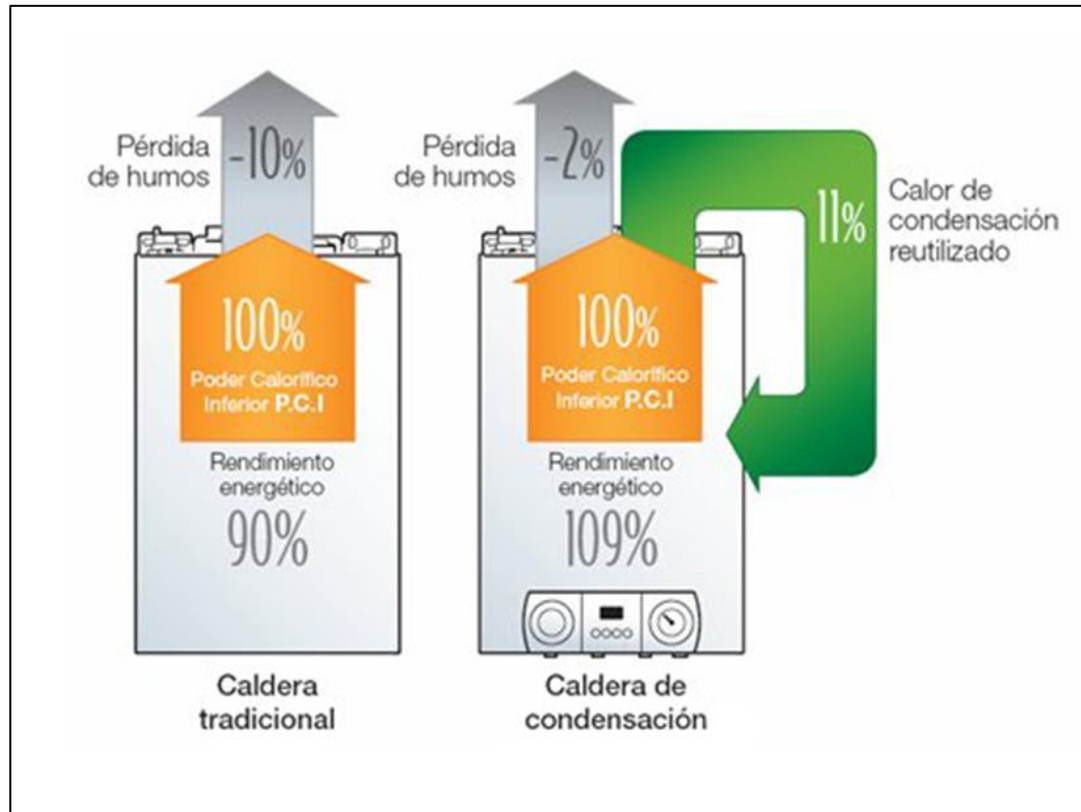 Pérdida
de humos
-10%
100%
Poder Calorífico
Inferior P.C.I
Rendimiento
energético
90%
Caldera
tradicional
Pérdida
de humos
-2%
11%
Calor de
condensación
reutilizado
100%
Poder Calorífico
Inferior P.C.I
Rendimiento
energético
109%
Caldera de
condensación